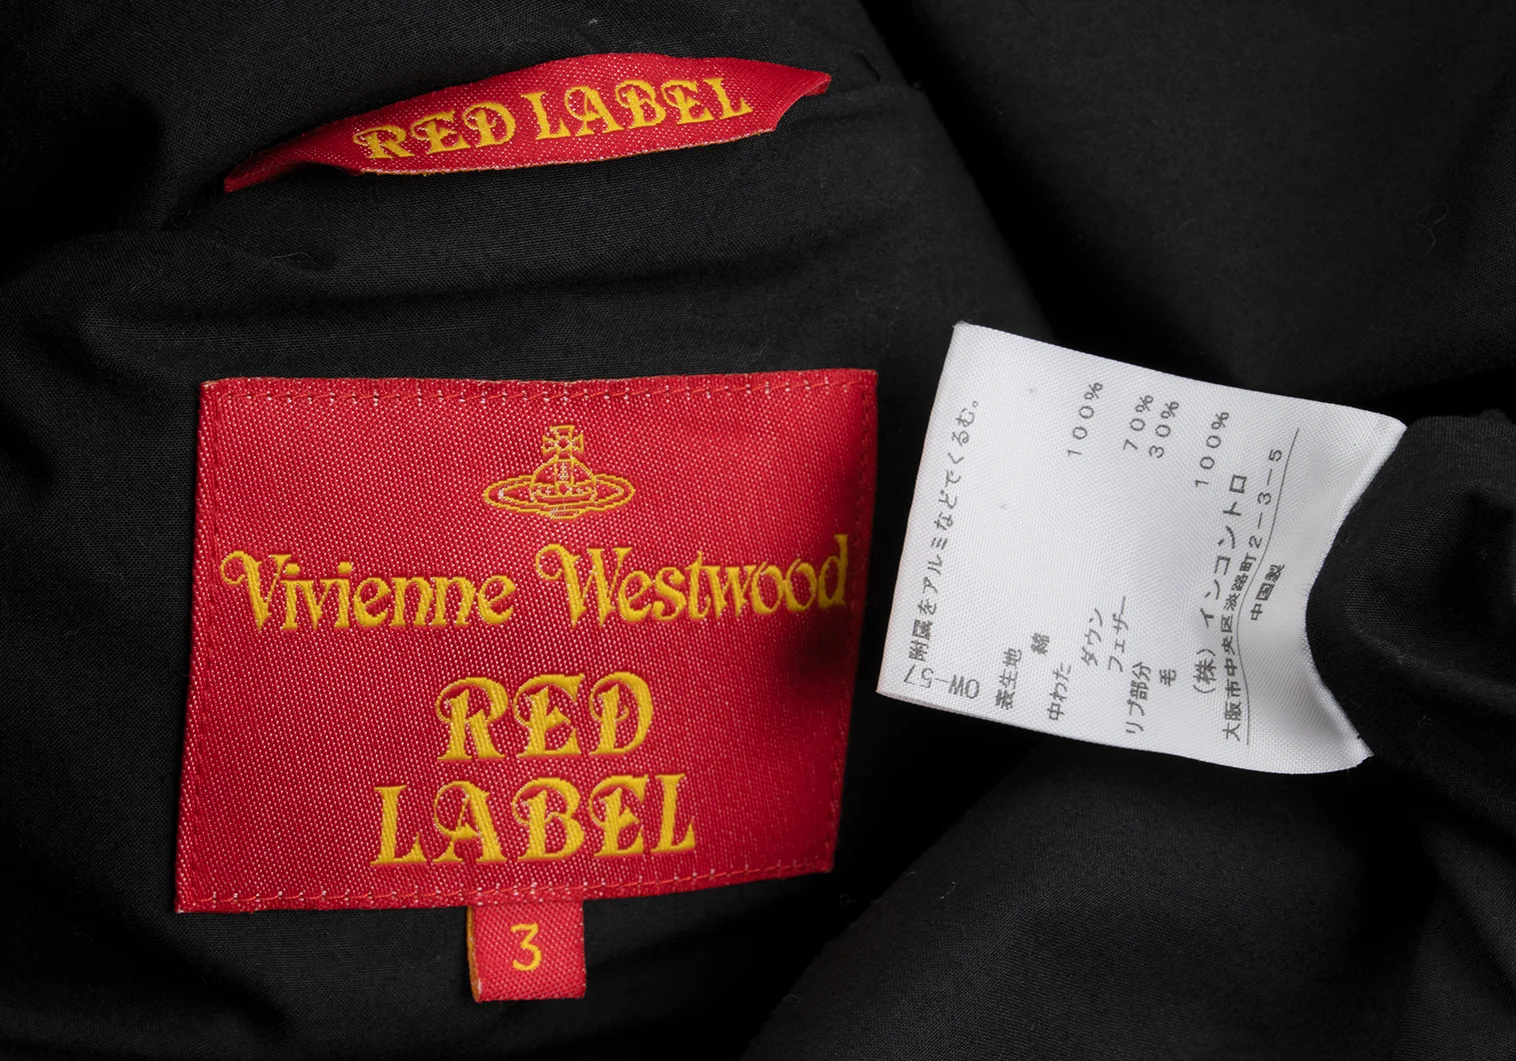 RED LABEL
Vivienne Westwood
RED
LABEL
3
附属をアルミなどでくるむ。
OW-57
表生地
綿 100%
中わた
ダウン 70%
フェザー 30%
リブ部分
毛 100%
(株) インコントロ
大阪市中央区淡路町2-3-5
中国製